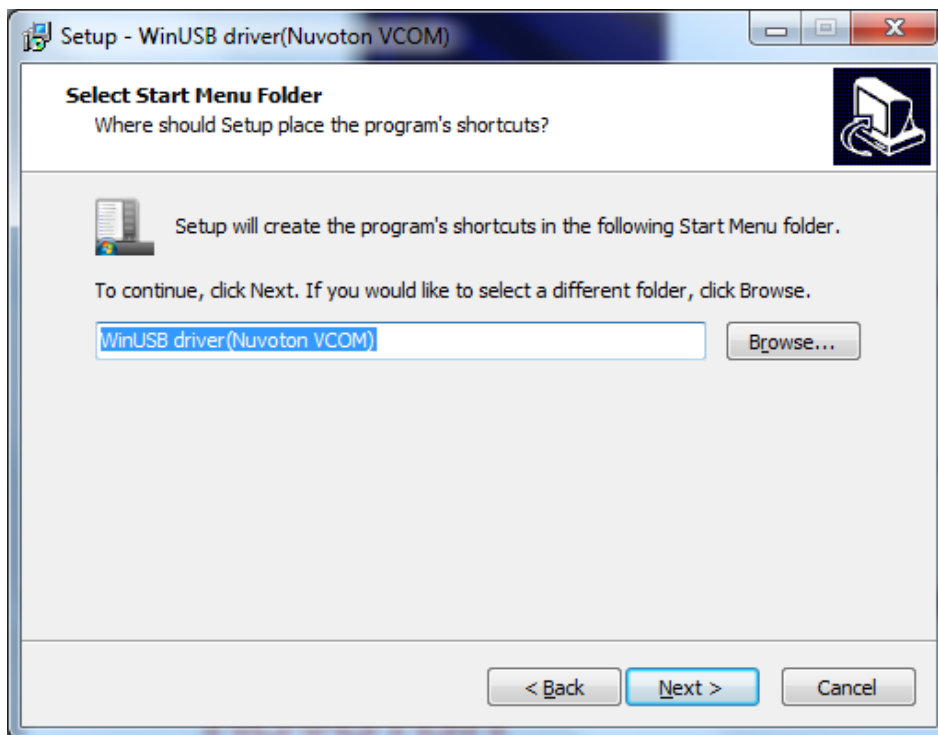 Setup - WinUSB driver(Nuvoton VCOM)
Select Start Menu Folder
Where should Setup place the program's shortcuts?
Setup will create the program's shortcuts in the following Start Menu folder.
To continue, click Next. If you would like to select a different folder, click Browse.
WinUSB driver(Nuvoton VCOM)
Browse...
< Back
Next >
Cancel